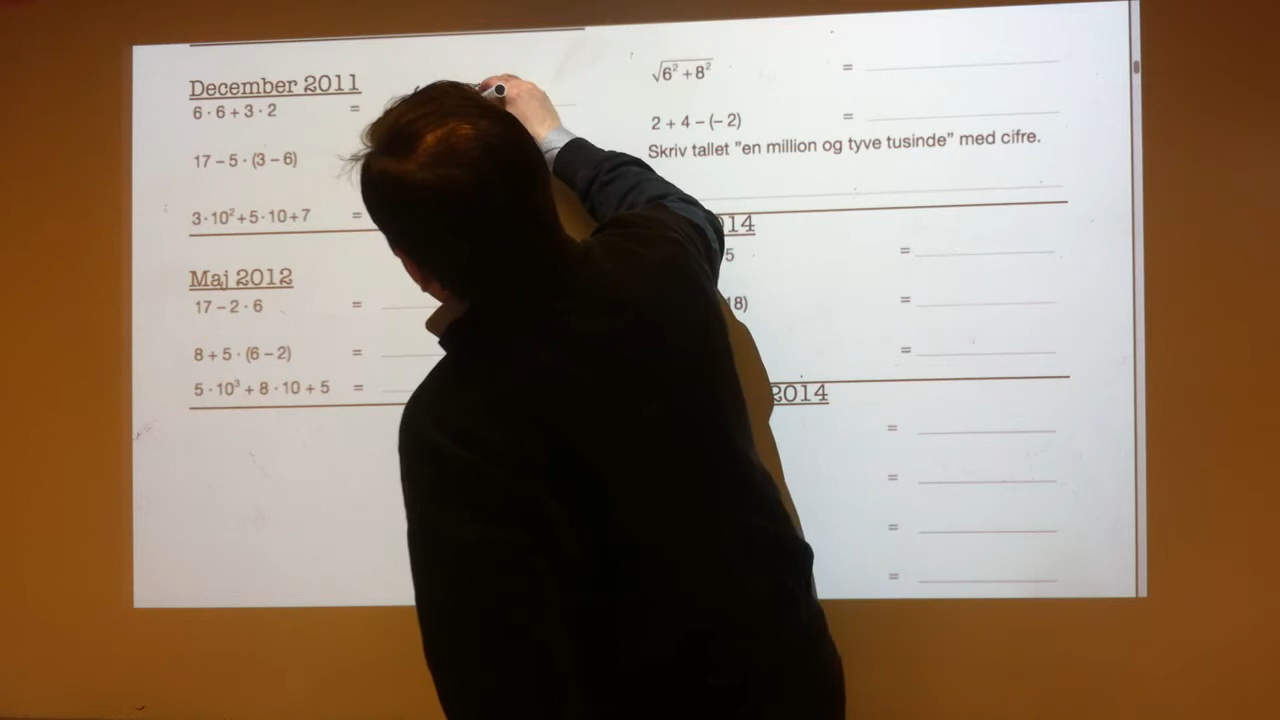 December 2011
6 · 6 + 3 · 2 =
17 – 5 · (3 – 6)
3 · 10² + 5 · 10 + 7 =
Maj 2012
17 – 2 · 6 =
8 + 5 · (6 – 2) =
5 · 10³ + 8 · 10 + 5 =
√6² + 8² =
2 + 4 – (– 2) =
Skriv tallet ”en million og tyve tusinde” med cifre.
14
5 =
18) =
=
2014
=
=
=
=